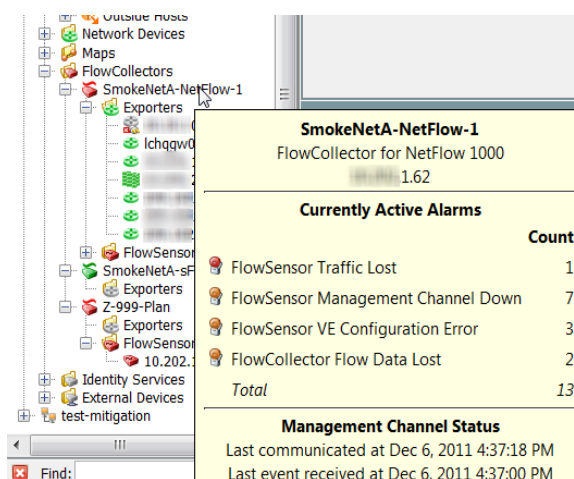 Outside Hosts
Network Devices
Maps
FlowCollectors
SmokeNetA-NetFlow-1
Exporters
lchqgw0
FlowSensor
SmokeNetA-sF
Exporters
Z-999-Plan
Exporters
FlowSensor
10.202.
Identity Services
External Devices
test-mitigation
Find:
SmokeNetA-NetFlow-1
FlowCollector for NetFlow 1000
1.62
Currently Active Alarms
Count
FlowSensor Traffic Lost 1
FlowSensor Management Channel Down 7
FlowSensor VE Configuration Error 3
FlowCollector Flow Data Lost 2
Total 13
Management Channel Status
Last communicated at Dec 6, 2011 4:37:18 PM
Last event received at Dec 6, 2011 4:37:00 PM